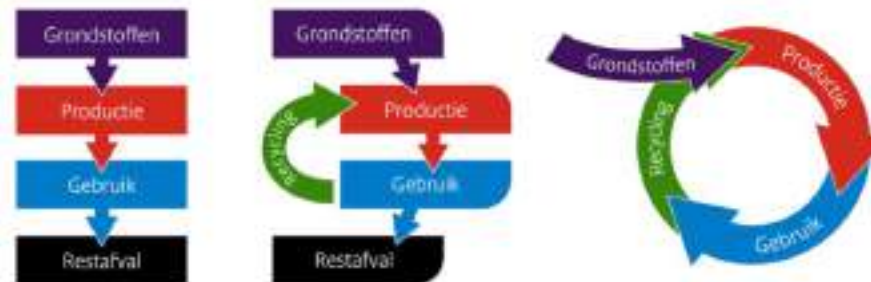 Grondstoffen
Productie
Gebruik
Restafval
Grondstoffen
Productie
Recycling
Gebruik
Restafval
Grondstoffen
Productie
Recycling
Gebruik